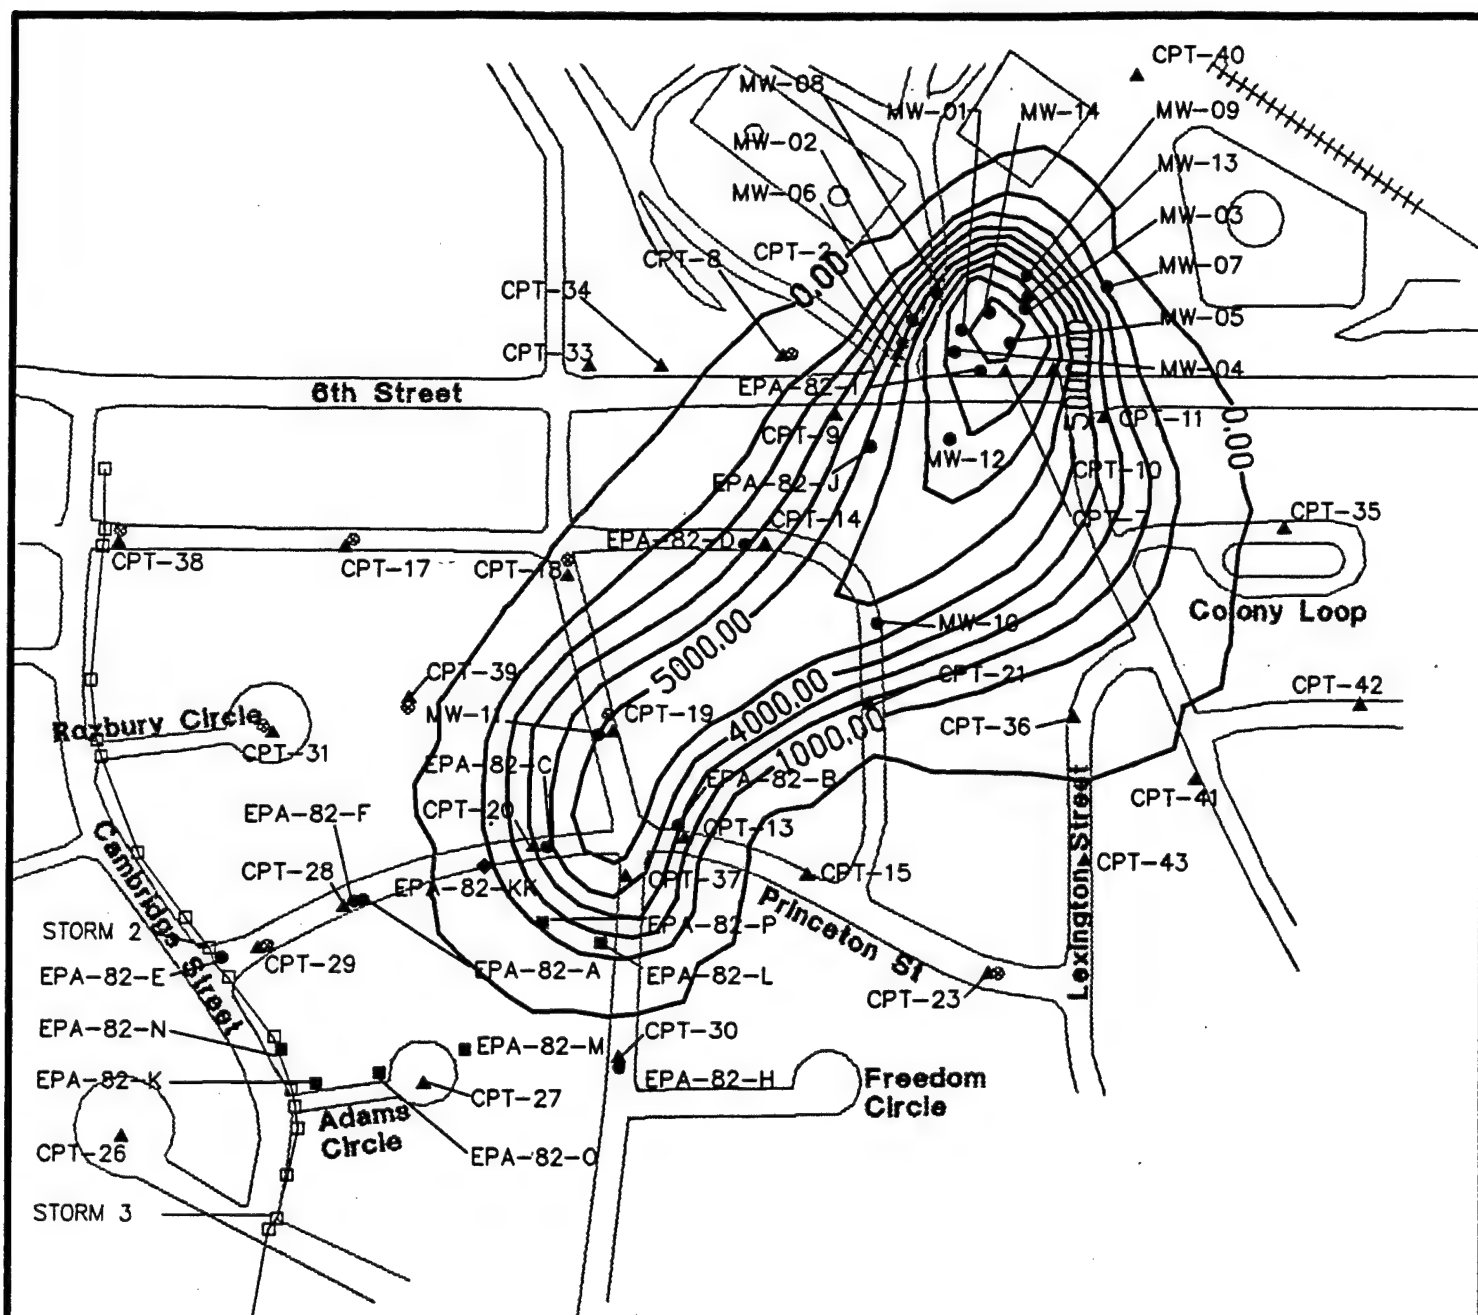 CPT-40
MW-08
MW-01
MW-14
MW-09
MW-02
MW-13
MW-06
MW-03
CPT-2
CPT-8
0.00
MW-07
CPT-34
MW-05
CPT-33
MW-04
EPA-82-I
6th Street
5000.00
CPT-9
CPT-11
0.00
MW-12
CPT-10
EPA-82-J
CPT-14
CPT-7
CPT-35
EPA-82-D
CPT-38
CPT-17
CPT-18
Colony Loop
MW-10
5000.00
CPT-39
CPT-21
CPT-42
4000.00
Roxbury Circle
MW-11
CPT-19
CPT-36
1000.00
CPT-31
EPA-82-C
EPA-82-B
CPT-41
EPA-82-F
CPT-20
CPT-13
Cambridge Street
CPT-28
EPA-82-KK
CPT-37
CPT-15
CPT-43
Lexington Street
Princeton St
STORM 2
EPA-82-P
EPA-82-E
CPT-29
EPA-82-A
EPA-82-L
CPT-23
EPA-82-N
CPT-30
EPA-82-M
EPA-82-K
CPT-27
EPA-82-H
Freedom
Circle
Adams
Circle
CPT-26
EPA-82-O
STORM 3